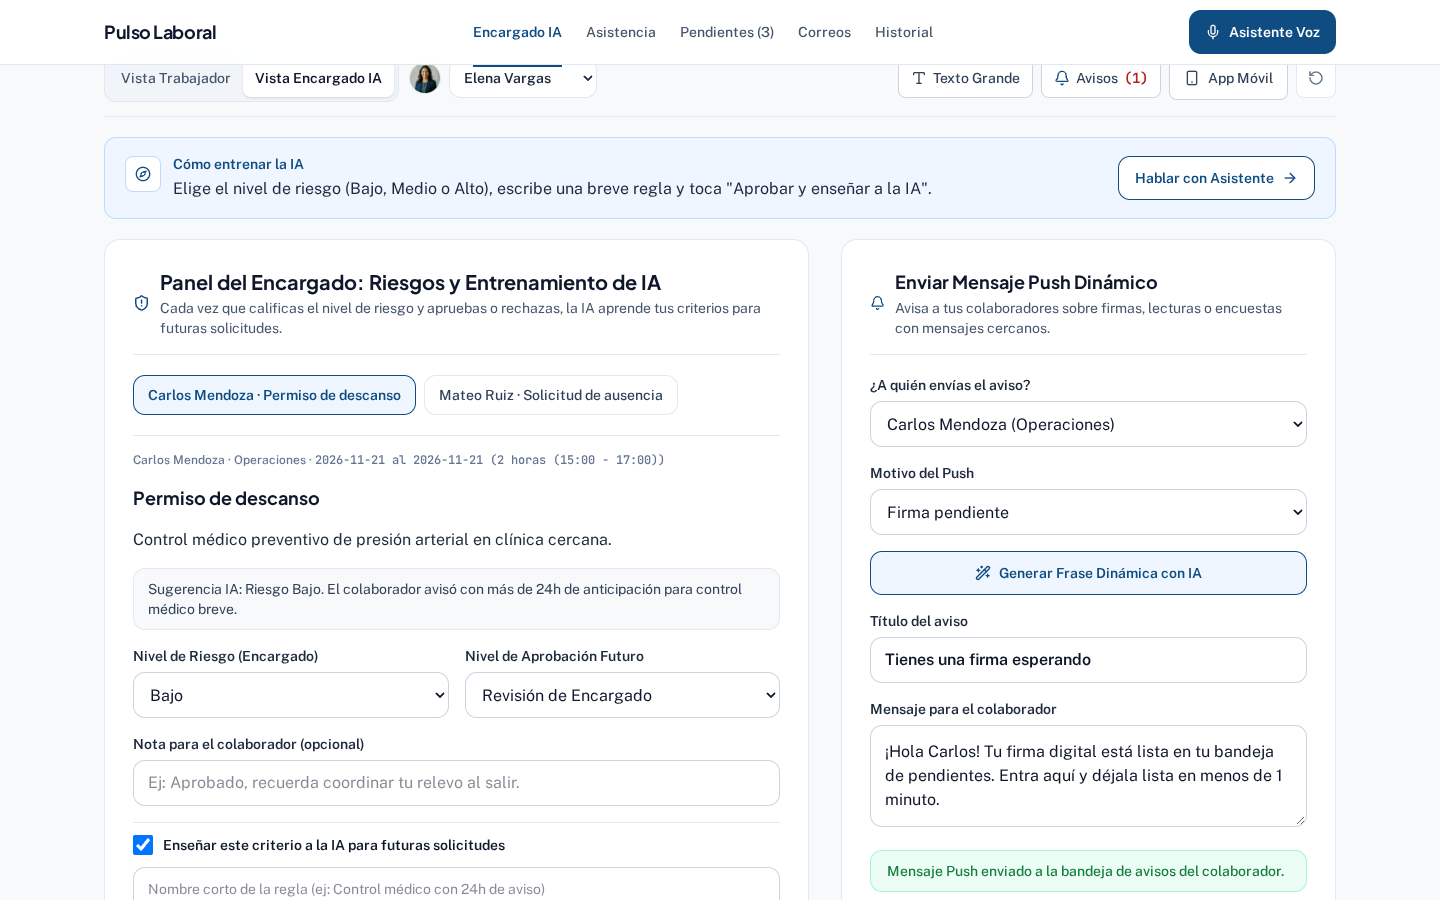 Pulso Laboral
Encargado IA
Asistencia
Pendientes (3)
Correos
Historial
Asistente Voz
Vista Trabajador
Vista Encargado IA
Elena Vargas
Texto Grande
Avisos (1)
App Móvil
Cómo entrenar la IA
Elige el nivel de riesgo (Bajo, Medio o Alto), escribe una breve regla y toca "Aprobar y enseñar a la IA".
Hablar con Asistente
Panel del Encargado: Riesgos y Entrenamiento de IA
Cada vez que calificas el nivel de riesgo y apruebas o rechazas, la IA aprende tus criterios para
futuras solicitudes.
Carlos Mendoza · Permiso de descanso
Mateo Ruiz · Solicitud de ausencia
Carlos Mendoza · Operaciones · 2026-11-21 al 2026-11-21 (2 horas (15:00 - 17:00))
Permiso de descanso
Control médico preventivo de presión arterial en clínica cercana.
Sugerencia IA: Riesgo Bajo. El colaborador avisó con más de 24h de anticipación para control
médico breve.
Nivel de Riesgo (Encargado)
Bajo
Nivel de Aprobación Futuro
Revisión de Encargado
Nota para el colaborador (opcional)
Ej: Aprobado, recuerda coordinar tu relevo al salir.
Enseñar este criterio a la IA para futuras solicitudes
Nombre corto de la regla (ej: Control médico con 24h de aviso)
Enviar Mensaje Push Dinámico
Avisa a tus colaboradores sobre firmas, lecturas o encuestas
con mensajes cercanos.
¿A quién envías el aviso?
Carlos Mendoza (Operaciones)
Motivo del Push
Firma pendiente
Generar Frase Dinámica con IA
Título del aviso
Tienes una firma esperando
Mensaje para el colaborador
¡Hola Carlos! Tu firma digital está lista en tu bandeja
de pendientes. Entra aquí y déjala lista en menos de 1
minuto.
Mensaje Push enviado a la bandeja de avisos del colaborador.